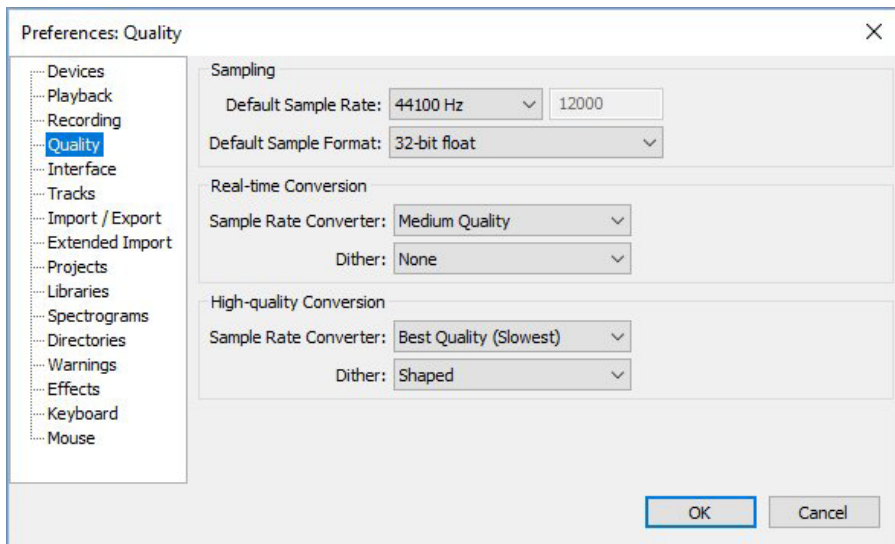 Preferences: Quality
Devices
Playback
Recording
Quality
Interface
Tracks
Import / Export
Extended Import
Projects
Libraries
Spectrograms
Directories
Warnings
Effects
Keyboard
Mouse
Sampling
Default Sample Rate: 44100 Hz 12000
Default Sample Format: 32-bit float
Real-time Conversion
Sample Rate Converter: Medium Quality
Dither: None
High-quality Conversion
Sample Rate Converter: Best Quality (Slowest)
Dither: Shaped
OK Cancel